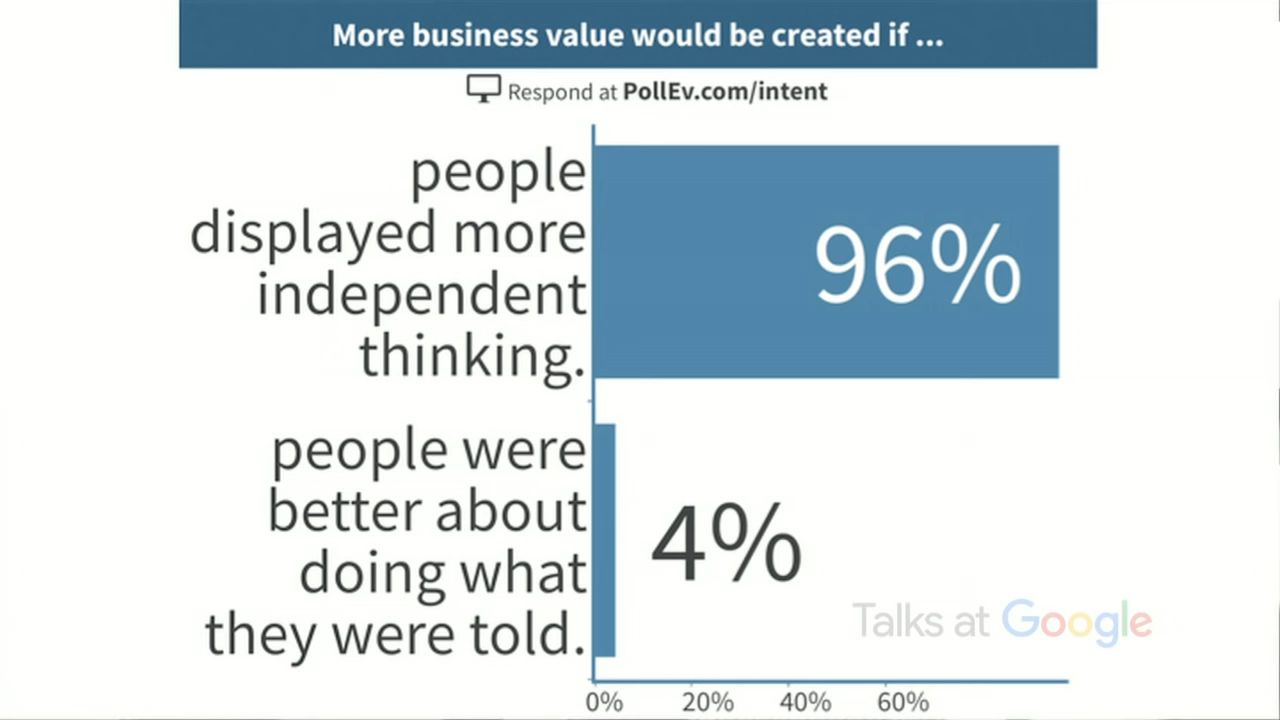 More business value would be created if ...
Respond at PollEv.com/intent
people
displayed more
independent
thinking.
96%
people were
better about
doing what
they were told.
4%
Talks at Google
0% 20% 40% 60%